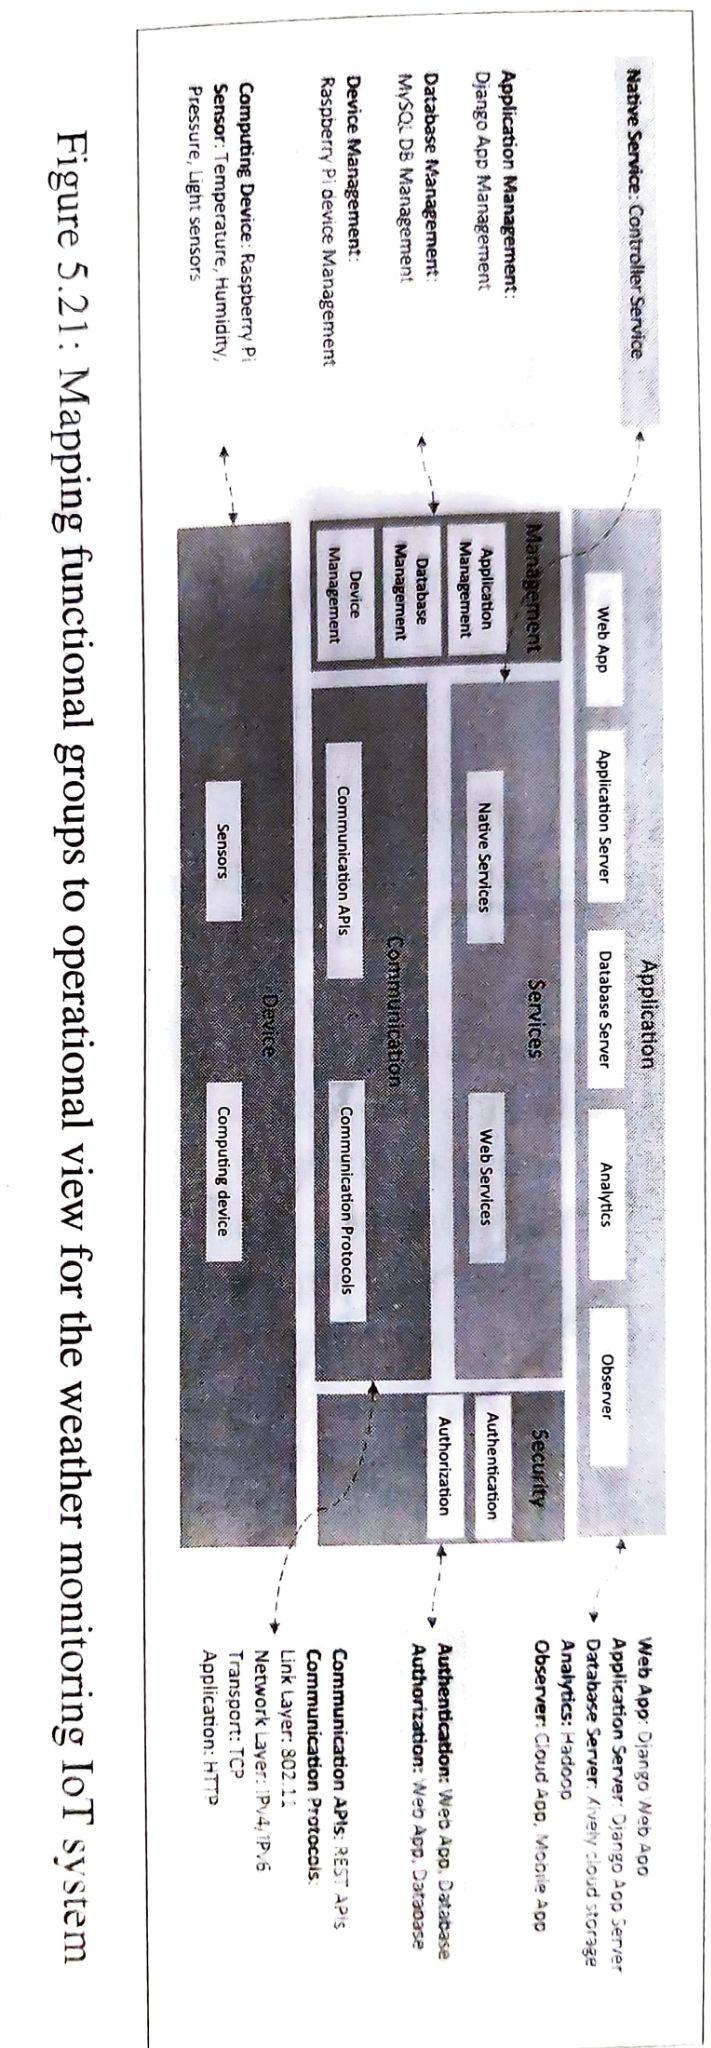 Native Service: Controller Service
Application Management:
Django App Management
Database Management:
MySQL DB Management
Device Management:
Raspberry Pi device Management
Computing Device: Raspberry Pi
Sensor: Temperature, Humidity,
Pressure, Light sensors
Application
Web App
Application Server
Database Server
Analytics
Observer
Management
Application
Management
Database
Management
Device
Management
Services
Native Services
Web Services
Communication
Communication APIs
Communication Protocols
Security
Authentication
Authorization
Device
Sensors
Computing device
Web App: Django Web App
Application Server: Django App Server
Database Server: Xively cloud storage
Analytics: Hadoop
Observer: Cloud App, Mobile App
Authentication: Web App, Database
Authorization: Web App, Database
Communication APIs: REST APIs
Communication Protocols:
Link Layer: 802.11
Network Layer: IPv4/IPv6
Transport: TCP
Application: HTTP
Figure 5.21: Mapping functional groups to operational view for the weather monitoring IoT system